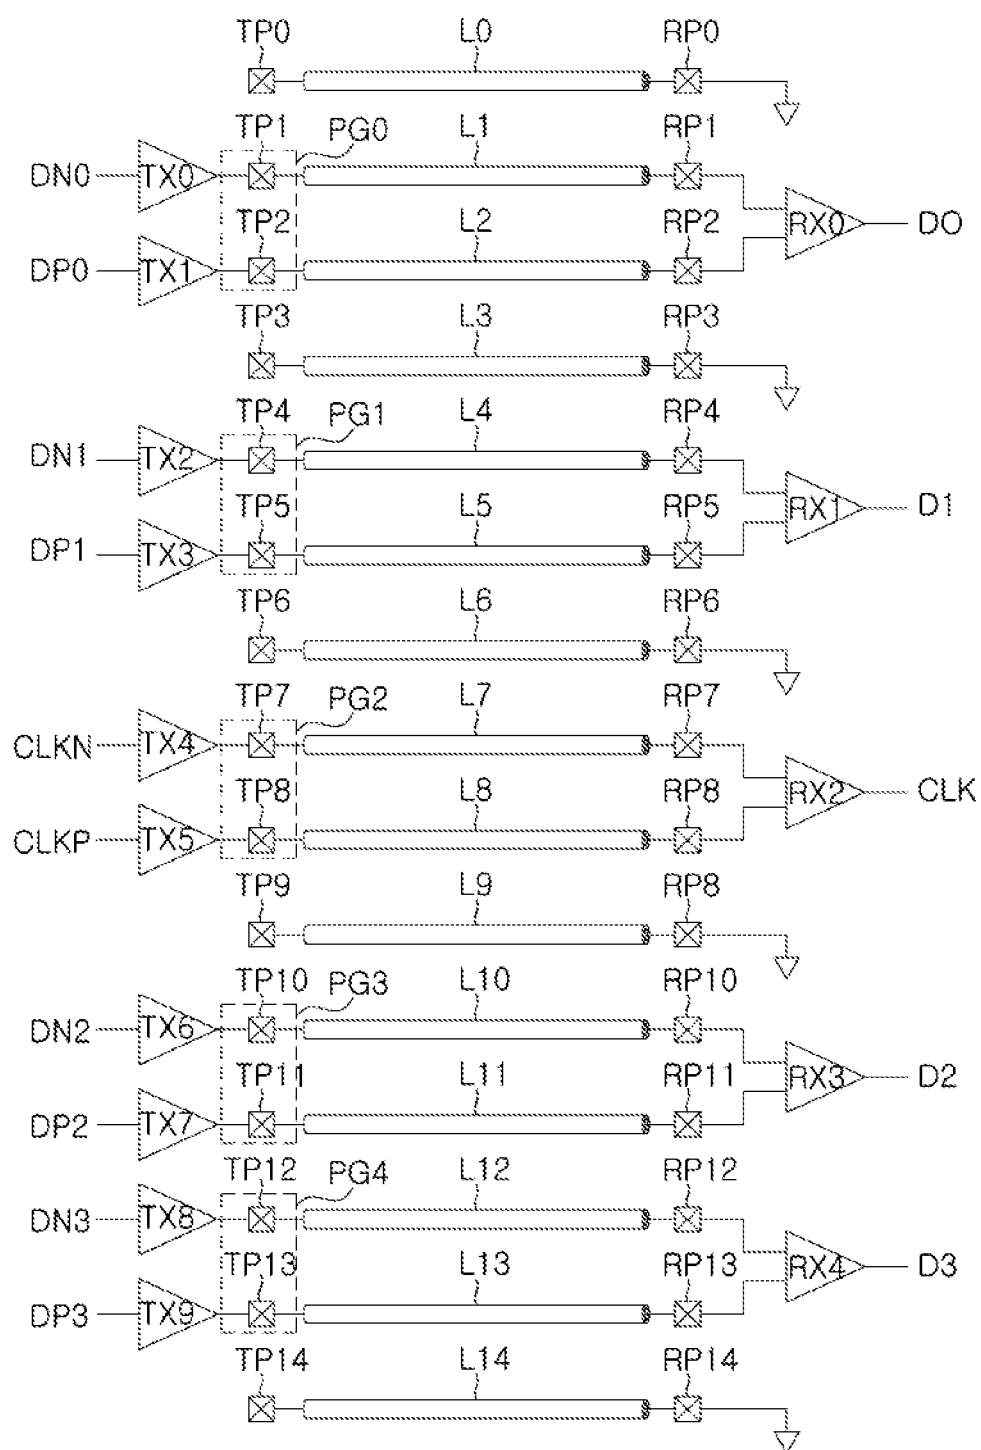 TP0 L0 RP0
TP1 PG0 L1 RP1
DN0 TX0
TP2 L2 RP2 RX0 DO
DP0 TX1
TP3 L3 RP3
TP4 PG1 L4 RP4
DN1 TX2
TP5 L5 RP5 RX1 D1
DP1 TX3
TP6 L6 RP6
TP7 PG2 L7 RP7
CLKN TX4
TP8 L8 RP8 RX2 CLK
CLKP TX5
TP9 L9 RP8
TP10 PG3 L10 RP10
DN2 TX6
TP11 L11 RP11 RX3 D2
DP2 TX7
TP12 PG4 L12 RP12
DN3 TX8
TP13 L13 RP13 RX4 D3
DP3 TX9
TP14 L14 RP14